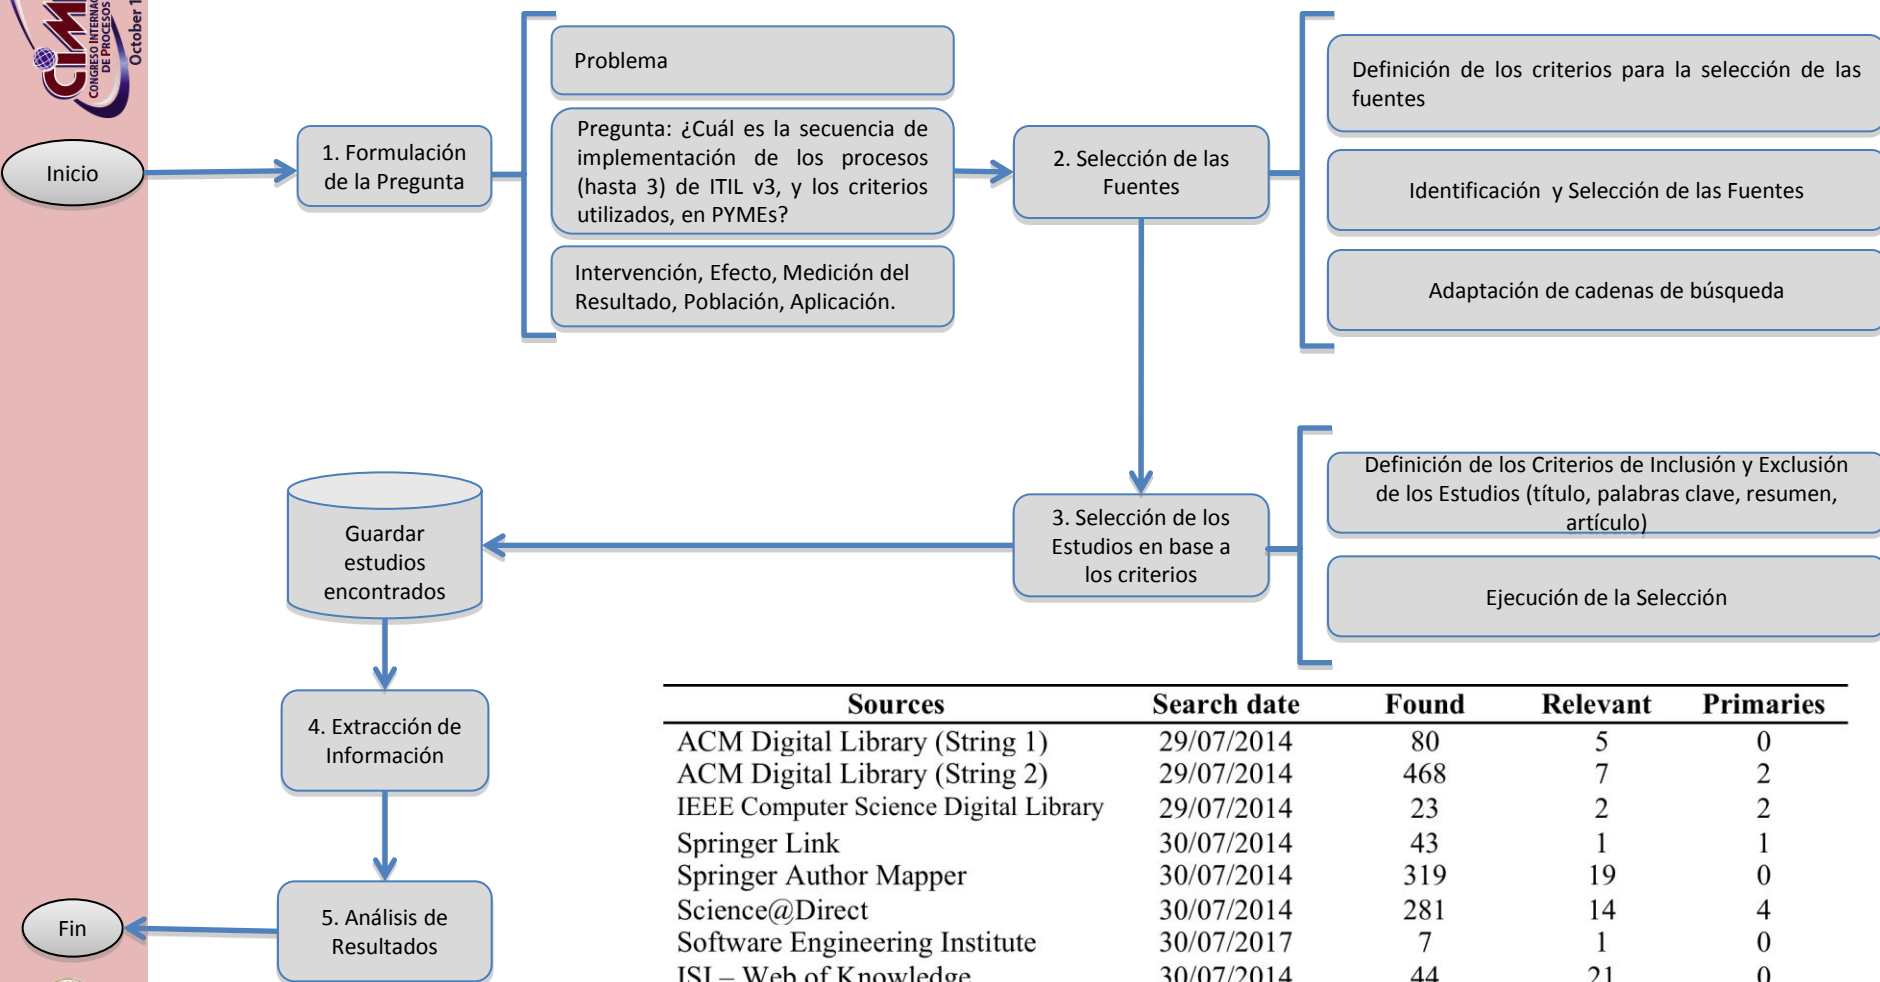 CIM
CONGRESO INTERNAC
DE PROCESOS
October 1
Inicio
1. Formulación
de la Pregunta
Problema
Pregunta: ¿Cuál es la secuencia de
implementación de los procesos
(hasta 3) de ITIL v3, y los criterios
utilizados, en PYMEs?
Intervención, Efecto, Medición del
Resultado, Población, Aplicación.
2. Selección de las
Fuentes
Definición de los criterios para la selección de las
fuentes
Identificación y Selección de las Fuentes
Adaptación de cadenas de búsqueda
3. Selección de los
Estudios en base a
los criterios
Definición de los Criterios de Inclusión y Exclusión
de los Estudios (título, palabras clave, resumen,
artículo)
Ejecución de la Selección
Guardar
estudios
encontrados
4. Extracción de
Información
5. Análisis de
Resultados
Fin
Sources Search date Found Relevant Primaries
ACM Digital Library (String 1) 29/07/2014 80 5 0
ACM Digital Library (String 2) 29/07/2014 468 7 2
IEEE Computer Science Digital Library 29/07/2014 23 2 2
Springer Link 30/07/2014 43 1 1
Springer Author Mapper 30/07/2014 319 19 0
Science@Direct 30/07/2014 281 14 4
Software Engineering Institute 30/07/2017 7 1 0
ISI – Web of Knowledge 30/07/2014 44 21 0